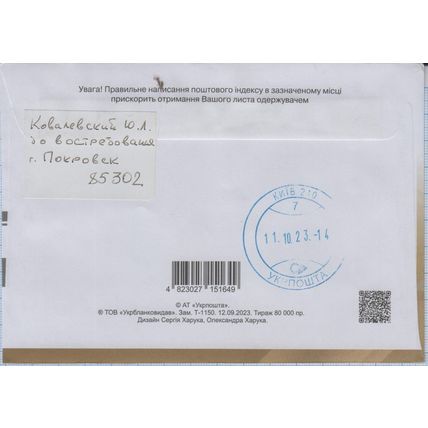 Увага! Правильне написання поштового індексу в зазначеному місці
прискорить отримання Вашого листа одержувачем
Ковалевский Ю.Л.
до востребования
г. Покровск
85302
КИЇВ 210
7
11.10 23.-14
УКРПОШТА
4 823027 151649
© АТ «Укрпошта».
® ТОВ «Укрбланковидав». Зам. Т-1150. 12.09.2023. Тираж 80 000 пр.
Дизайн Сергія Харука, Олександра Харука.